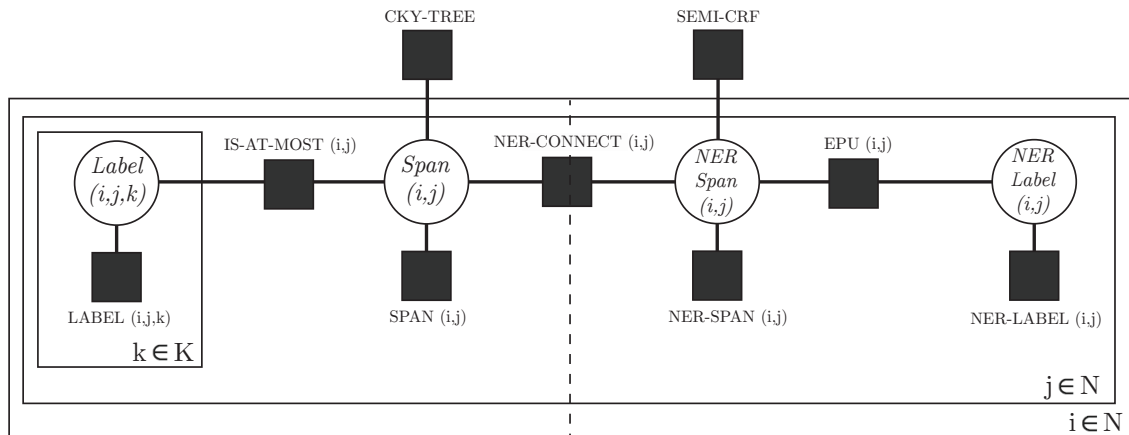 CKY-TREE
SEMI-CRF
IS-AT-MOST (i,j)
NER-CONNECT (i,j)
EPU (i,j)
Label
(i,j,k)
Span
(i,j)
NER
Span
(i,j)
NER
Label
(i,j)
LABEL (i,j,k)
SPAN (i,j)
NER-SPAN (i,j)
NER-LABEL (i,j)
k ∈ K
j ∈ N
i ∈ N